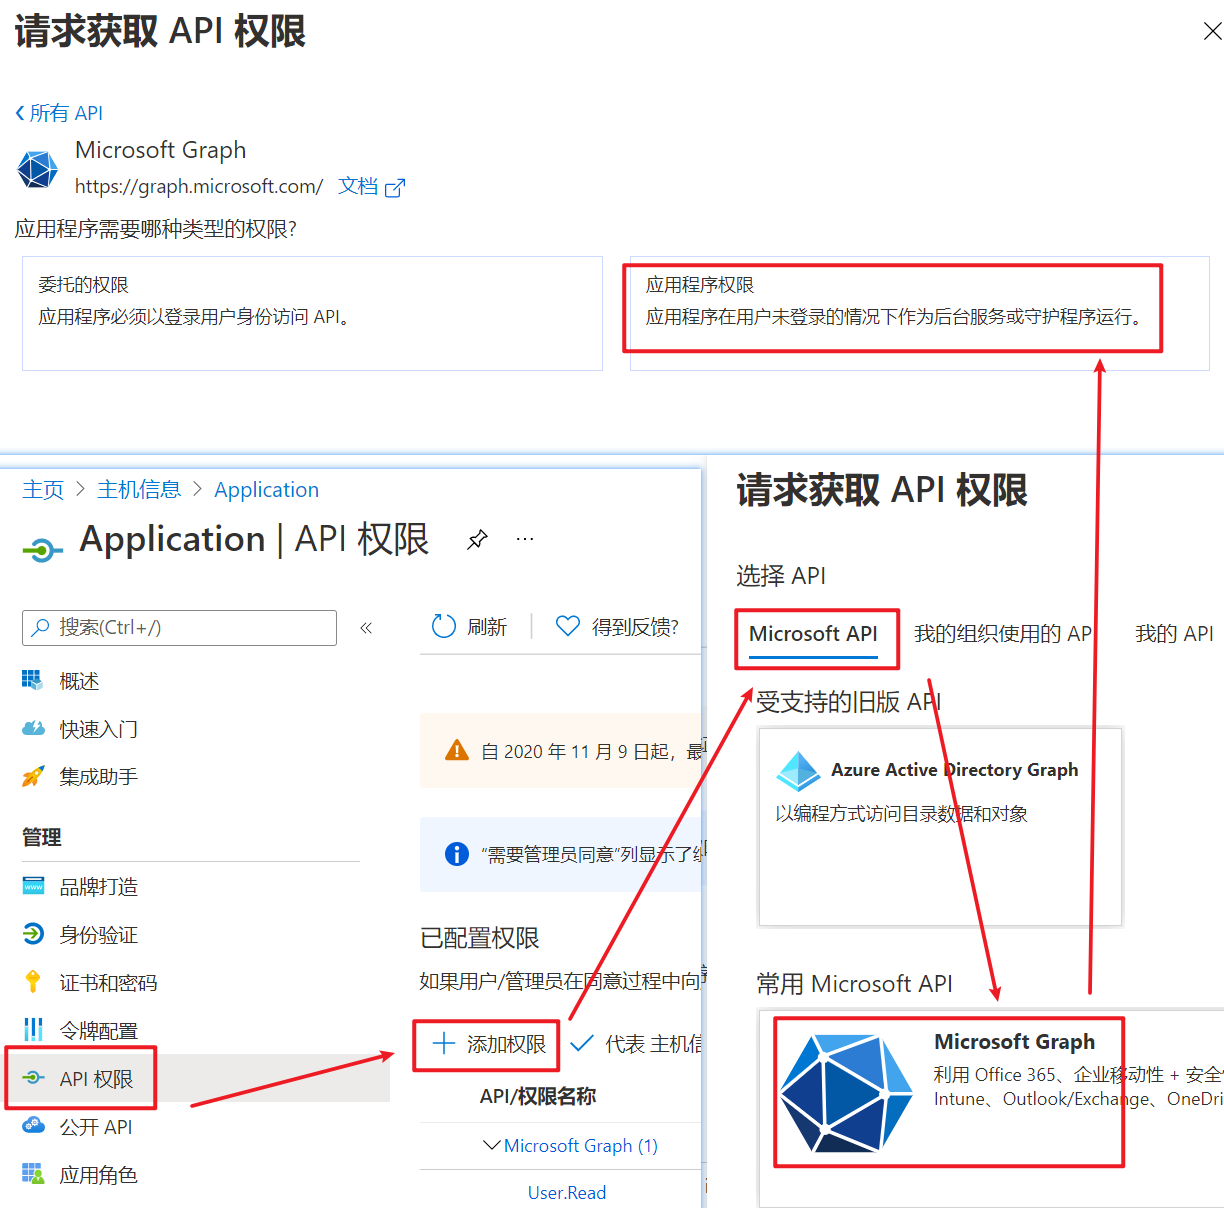 请求获取 API 权限
所有 API
Microsoft Graph
https://graph.microsoft.com/ 文档
应用程序需要哪种类型的权限?
委托的权限
应用程序必须以登录用户身份访问 API。
应用程序权限
应用程序在用户未登录的情况下作为后台服务或守护程序运行。
主页 > 主机信息 > Application
Application | API 权限 ...
搜索(Ctrl+/) «
概述
快速入门
集成助手
管理
品牌打造
身份验证
证书和密码
令牌配置
API 权限
公开 API
应用角色
刷新 得到反馈?
自 2020 年 11 月 9 日起，最
“需要管理员同意”列显示了
已配置权限
如果用户/管理员在同意过程中向
添加权限 代表 主机信
API/权限名称
Microsoft Graph (1)
User.Read
请求获取 API 权限
选择 API
Microsoft API 我的组织使用的 AP 我的 API
受支持的旧版 API
Azure Active Directory Graph
以编程方式访问目录数据和对象
常用 Microsoft API
Microsoft Graph
利用 Office 365、企业移动性 + 安全
Intune、Outlook/Exchange、OneDri